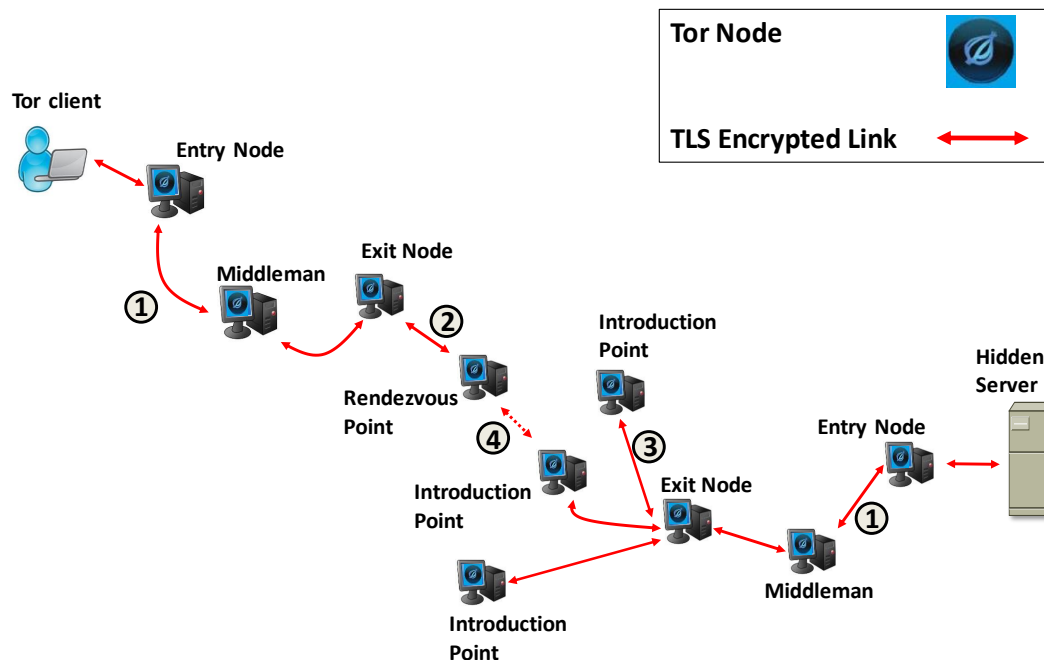 Tor Node
TLS Encrypted Link
Tor client
Entry Node
1
Middleman
Exit Node
2
Rendezvous
Point
4
Introduction
Point
3
Introduction
Point
Introduction
Point
Exit Node
Middleman
1
Entry Node
Hidden
Server